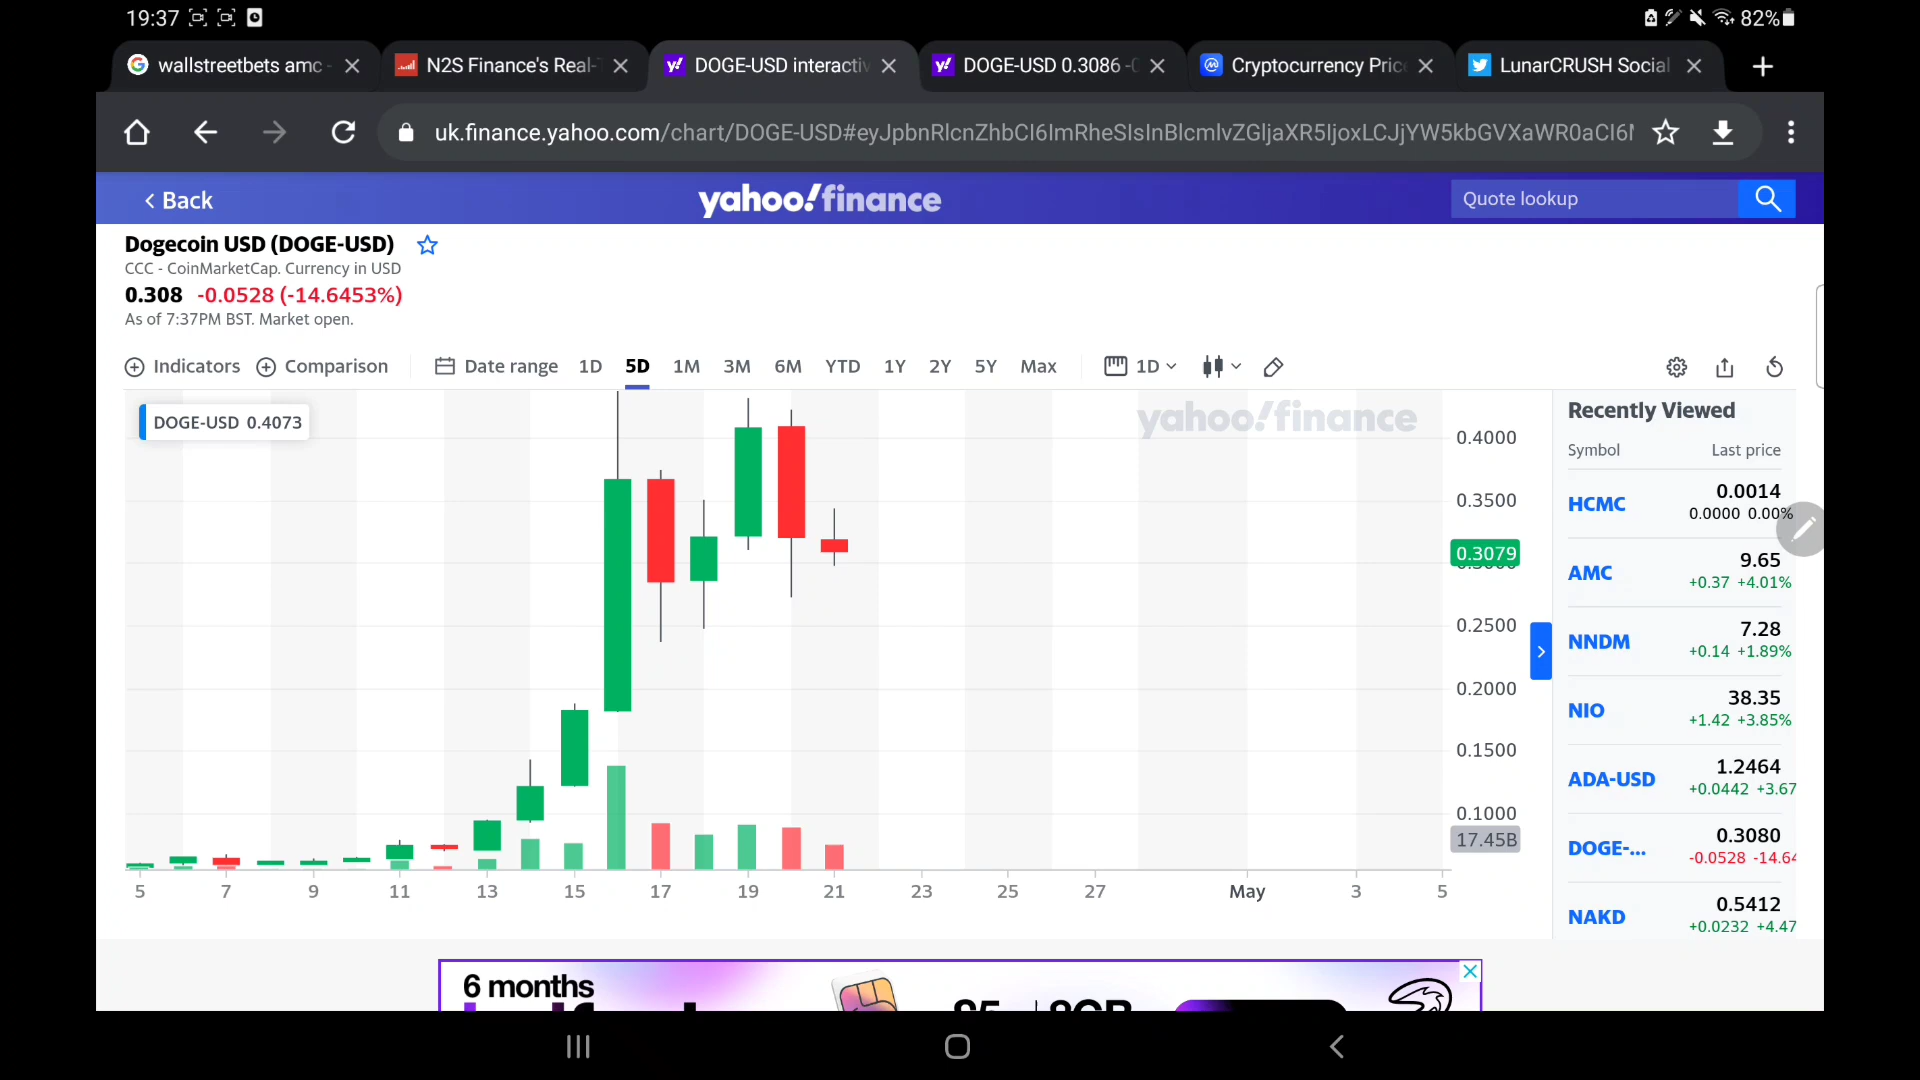 19:37
82%
wallstreetbets amc -
N2S Finance's Real-T
DOGE-USD interactiv
DOGE-USD 0.3086 -0
Cryptocurrency Price
LunarCRUSH Social
uk.finance.yahoo.com/chart/DOGE-USD#eyJpbnRlcnZhbCI6ImRheSIsInBlcmlvZGljaXR5IjoxLCJjYW5kbGVXaWR0aCI6I
Back
yahoo!finance
Quote lookup
Dogecoin USD (DOGE-USD)
CCC - CoinMarketCap. Currency in USD
0.308 -0.0528 (-14.6453%)
As of 7:37PM BST. Market open.
Indicators Comparison Date range 1D 5D 1M 3M 6M YTD 1Y 2Y 5Y Max 1D
DOGE-USD 0.4073
yahoo!finance
0.4000
0.3500
0.3079
0.2500
0.2000
0.1500
0.1000
17.45B
5 7 9 11 13 15 17 19 21 23 25 27 May 3 5
Recently Viewed
Symbol Last price
HCMC 0.0014
0.0000 0.00%
AMC 9.65
+0.37 +4.01%
NNDM 7.28
+0.14 +1.89%
NIO 38.35
+1.42 +3.85%
ADA-USD 1.2464
+0.0442 +3.67
DOGE-... 0.3080
-0.0528 -14.64
NAKD 0.5412
+0.0232 +4.47
6 months